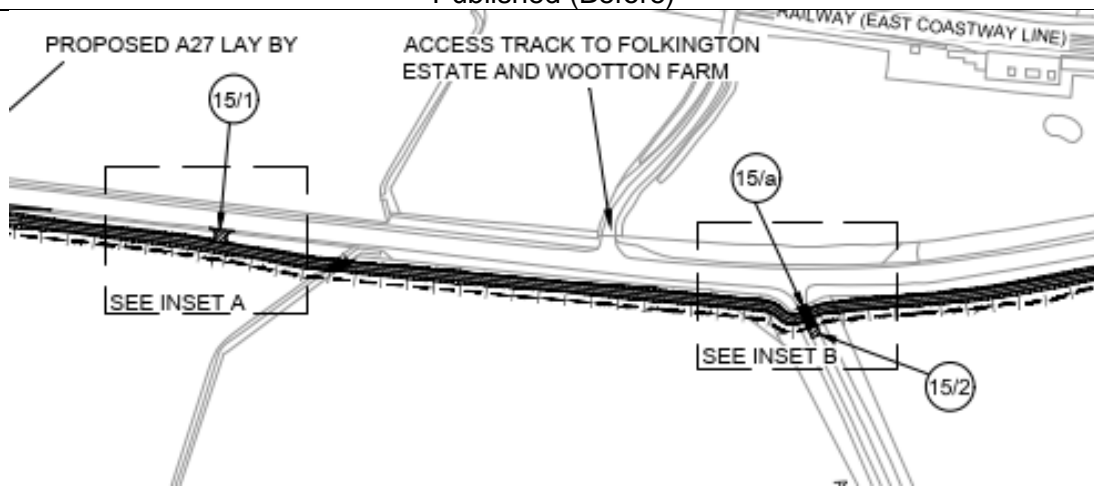 Published (Before)
RAILWAY (EAST COASTWAY LINE)
PROPOSED A27 LAY BY
ACCESS TRACK TO FOLKINGTON
ESTATE AND WOOTTON FARM
15/1
15/a
SEE INSET A
SEE INSET B
15/2